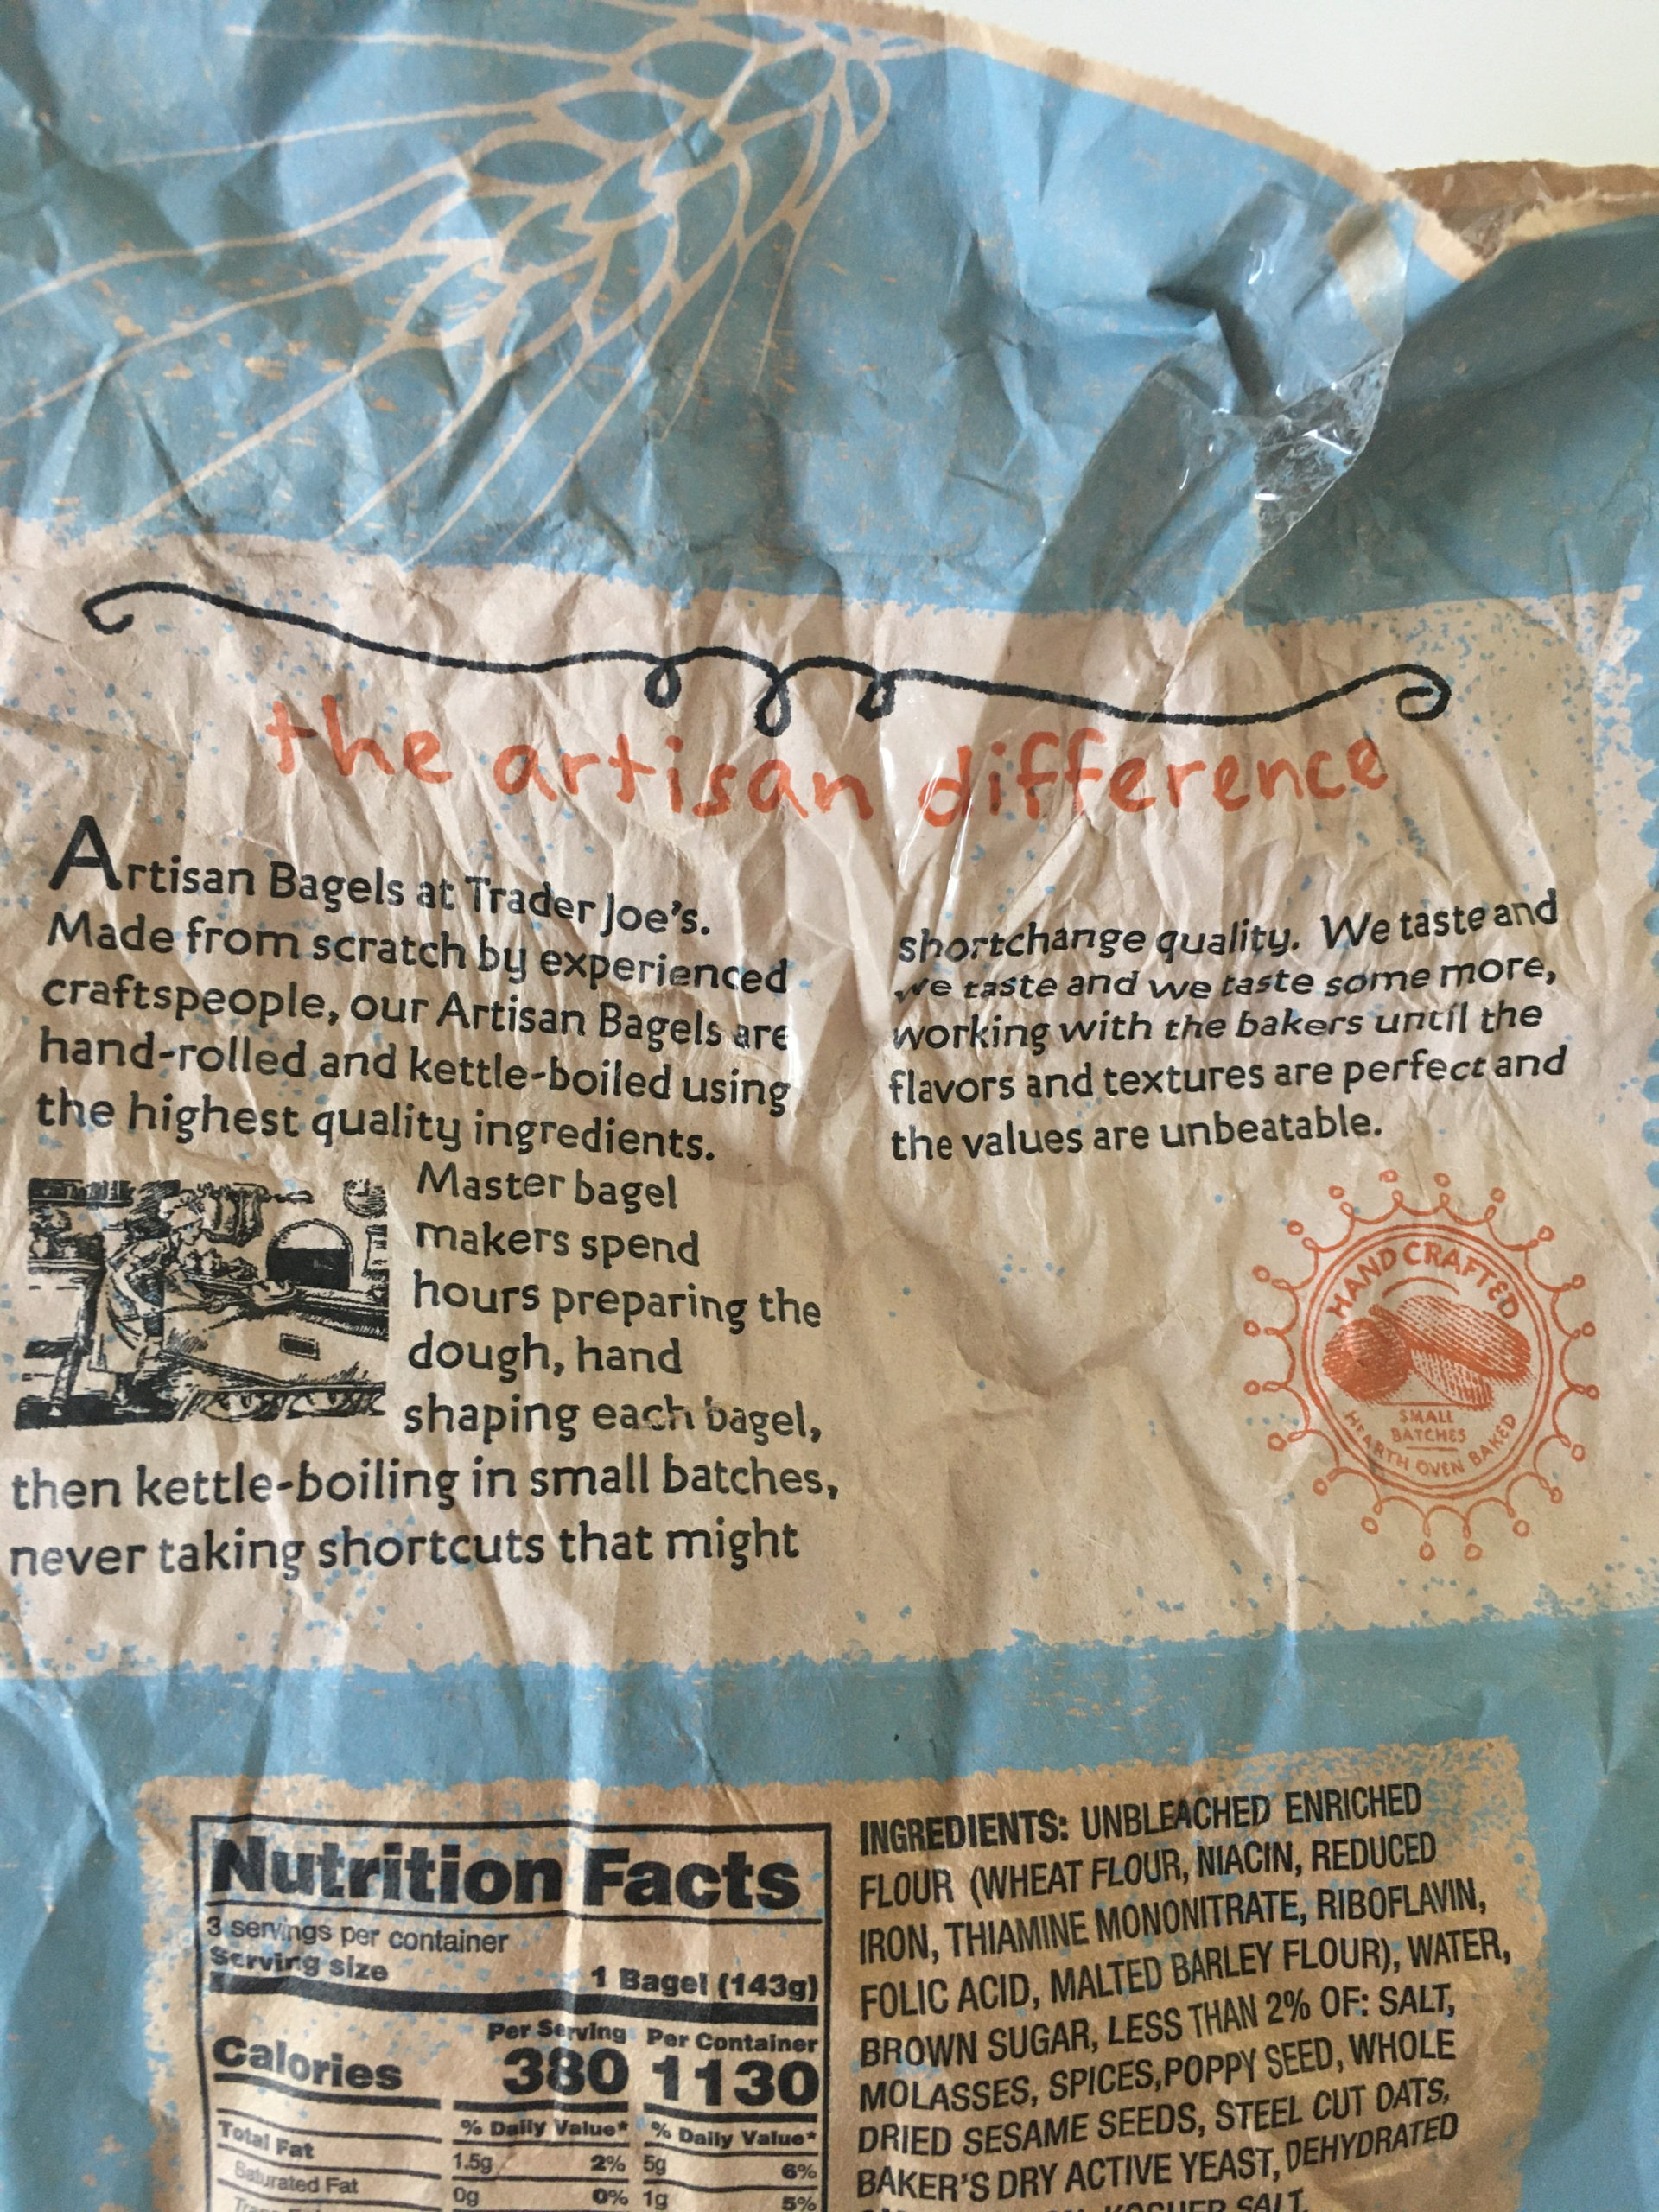 the artisan difference
Artisan Bagels at Trader Joe's.
Made from scratch by experienced
craftspeople, our Artisan Bagels are
hand-rolled and kettle-boiled using
the highest quality ingredients.
Master bagel
makers spend
hours preparing the
dough, hand
shaping each bagel,
then kettle-boiling in small batches,
never taking shortcuts that might
shortchange quality. We taste and
we taste and we taste some more,
working with the bakers until the
flavors and textures are perfect and
the values are unbeatable.
HANDCRAFTED
SMALL
BATCHES
HEARTH OVEN BAKED
Nutrition Facts
3 servings per container
Serving size 1 Bagel (143g)
Per Serving Per Container
Calories 380 1130
% Daily Value* % Daily Value*
Total Fat 1.5g 2% 5g 6%
Saturated Fat 0g 0% 1g 5%
INGREDIENTS: UNBLEACHED ENRICHED
FLOUR (WHEAT FLOUR, NIACIN, REDUCED
IRON, THIAMINE MONONITRATE, RIBOFLAVIN,
FOLIC ACID, MALTED BARLEY FLOUR), WATER,
BROWN SUGAR, LESS THAN 2% OF: SALT,
MOLASSES, SPICES,POPPY SEED, WHOLE
DRIED SESAME SEEDS, STEEL CUT OATS,
BAKER'S DRY ACTIVE YEAST, DEHYDRATED
KOSHER SALT.